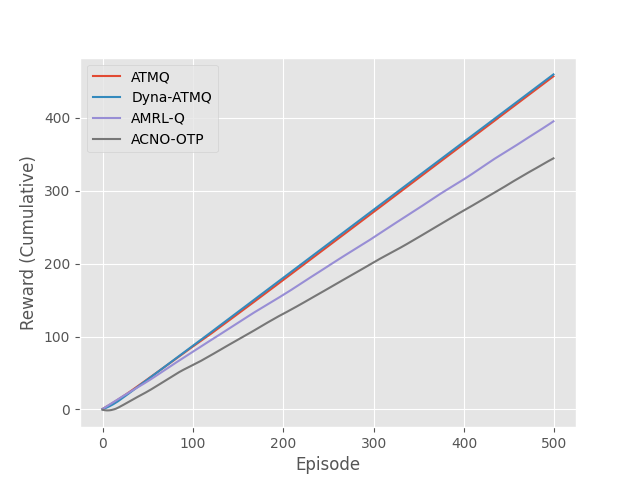 ATMQ
Dyna-ATMQ
AMRL-Q
ACNO-OTP
400
300
200
100
0
Reward (Cumulative)
0 100 200 300 400 500
Episode